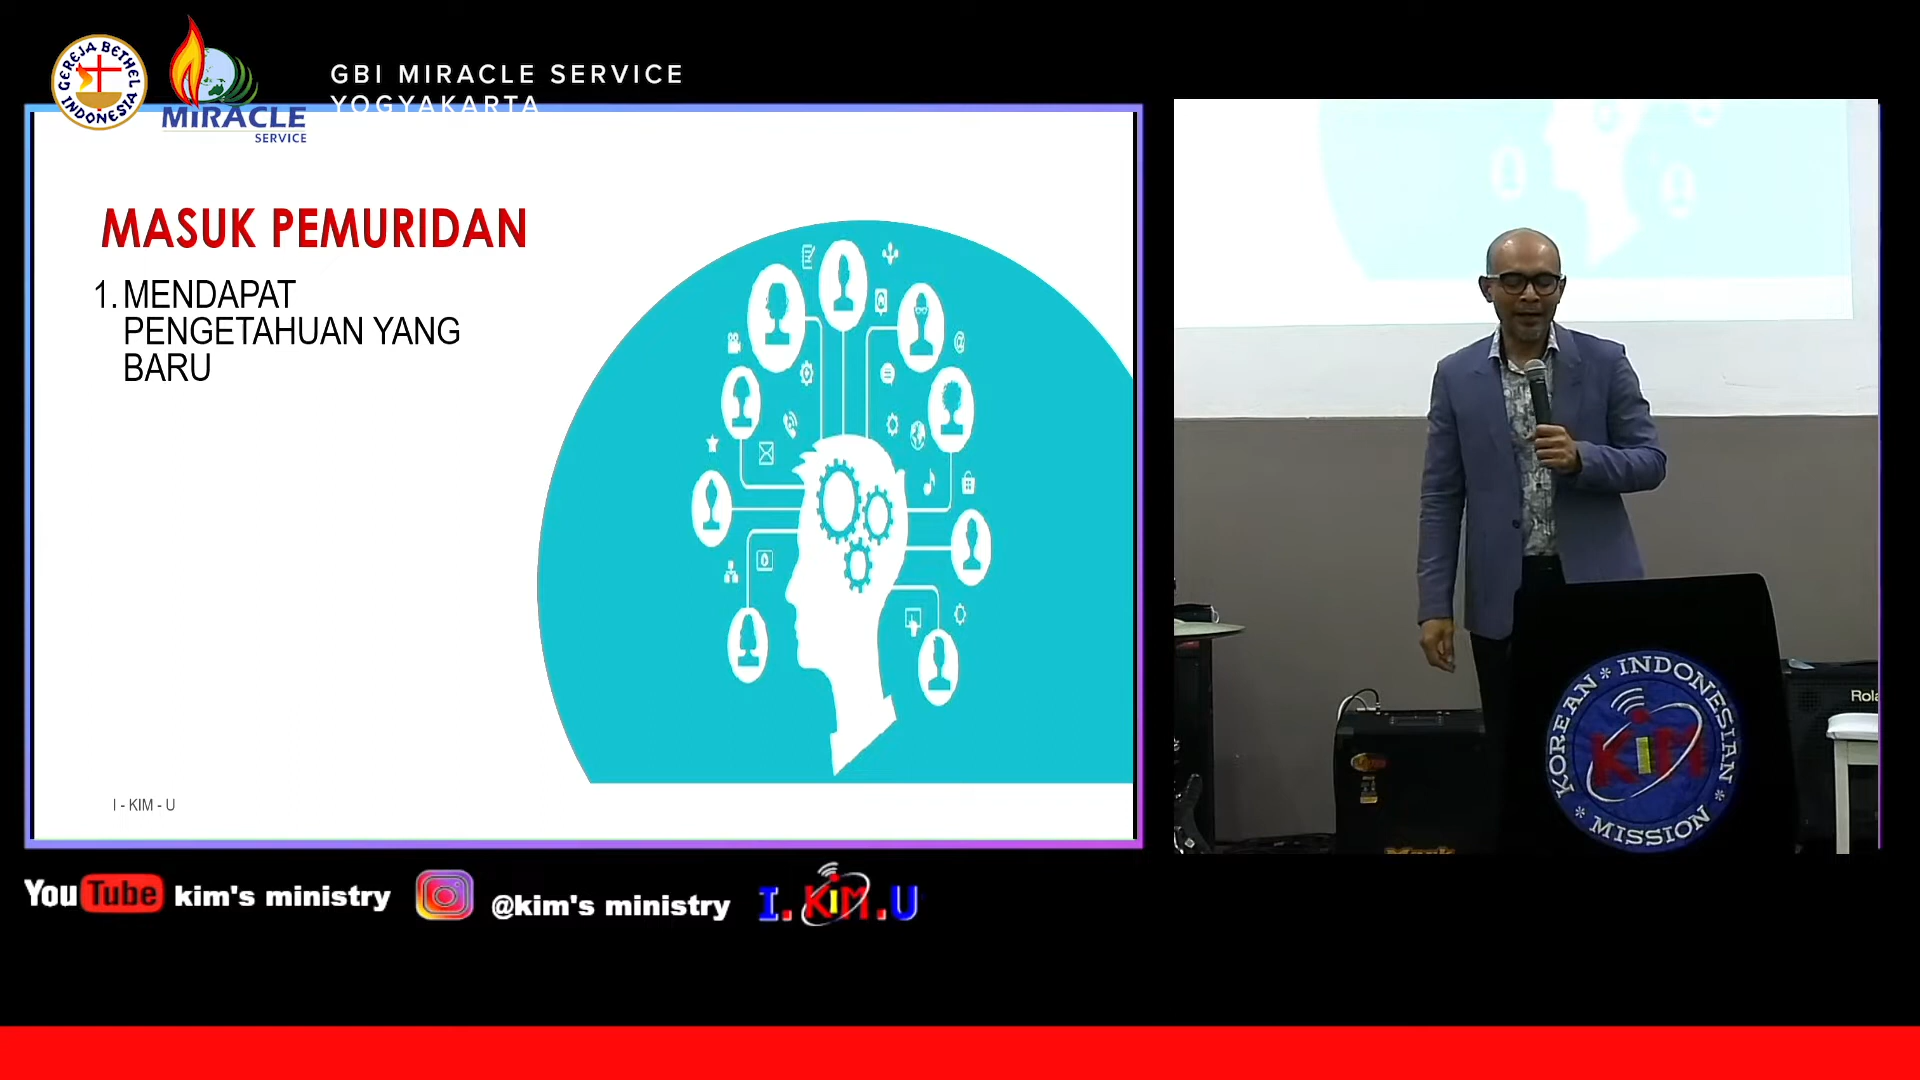 GEREJA BETHEL INDONESIA
MiRACLE
SERVICE
GBI MIRACLE SERVICE
YOGYAKARTA
MASUK PEMURIDAN
1. MENDAPAT
PENGETAHUAN YANG
BARU
I - KIM - U
KOREAN * INDONESIAN * MISSION *
KiM
YouTube kim's ministry
@kim's ministry
I.KiM.U